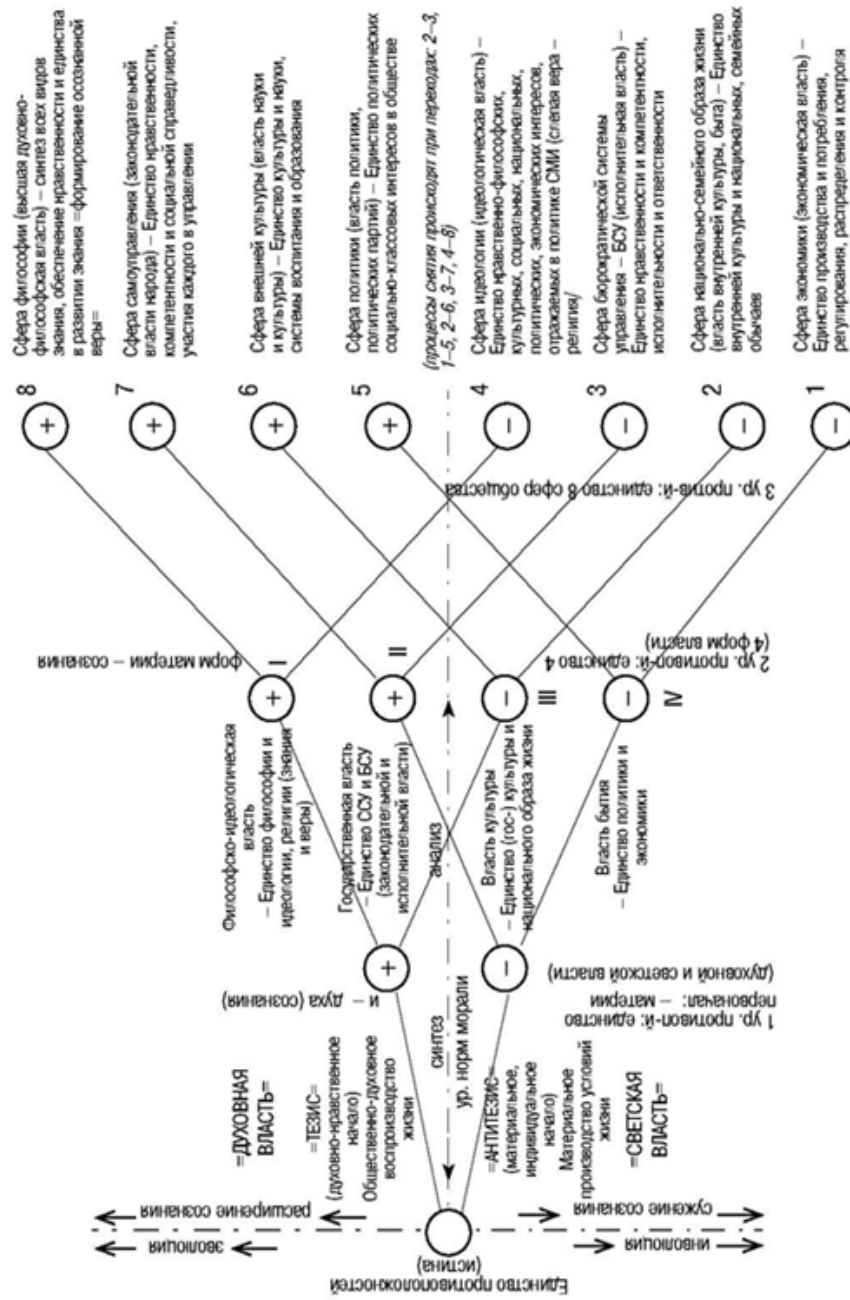 Сфера философии (высшая духовно-
философская власть) – синтез всех видов
знания, обеспечение нравственности и единства
в развитии знания =формирование осознанной
веры=
8
+
Сфера самоуправления (законодательной
власти народа) – Единство нравственности,
компетентности и социальной справедливости,
участия каждого в управлении
7
+
Сфера внешней культуры (власть науки
и культуры) – Единство культуры и науки,
системы воспитания и образования
6
+
Сфера политики (власть политики,
политических партий) – Единство политических
социально-классовых интересов в обществе
5
+
(процессы снятия происходят при переходах: 2–3,
1–5, 2–6, 3–7, 4–8)
Сфера идеологии (идеологическая власть) –
Единство нравственно-философских,
культурных, социальных, национальных,
политических, экономических интересов,
отражаемых в политике СМИ (слепая вера –
религия/
4
–
Сфера бюрократической системы
управления – БСУ (исполнительная власть) –
Единство нравственности и компетентности,
исполнительности и ответственности
3
–
Сфера национально-семейного образа жизни
(власть внутренней культуры, быта) – Единство
внутренней культуры и национальных, семейных
обычаев
2
–
Сфера экономики (экономическая власть) –
Единство производства и потребления,
регулирования, распределения и контроля
1
–
3 ур. против-й: единство 8 сфер общества
форм материи – сознания
2 ур. противоп-й: единство 4
(4 форм власти)
I
+
II
+
III
–
IV
–
Философско-идеологическая
власть
– Единство философии и
идеологии, религии (знания
и веры)
Государственная власть
– Единство ССУ и БСУ
(законодательной и
исполнительной власти)
анализ
Власть культуры
– Единство (гос-) культуры и
национального образа жизни
Власть бытия
– Единство политики и
экономики
+
–
и – духа (сознания)
1 ур. противоп-й: единство
первоначал: – материи
(духовной и светской власти)
=ДУХОВНАЯ
ВЛАСТЬ=
=ТЕЗИС=
(духовно-нравственное
начало)
Общественно-духовное
воспроизводство
жизни
синтез
ур. норм морали
=АНТИТЕЗИС=
(материальное,
индивидуальное
начало)
Материальное
производство условий
жизни
=СВЕТСКАЯ
ВЛАСТЬ=
расширение сознания
эволюция
сужение сознания
инволюция
Единство противоположностей
(истина)